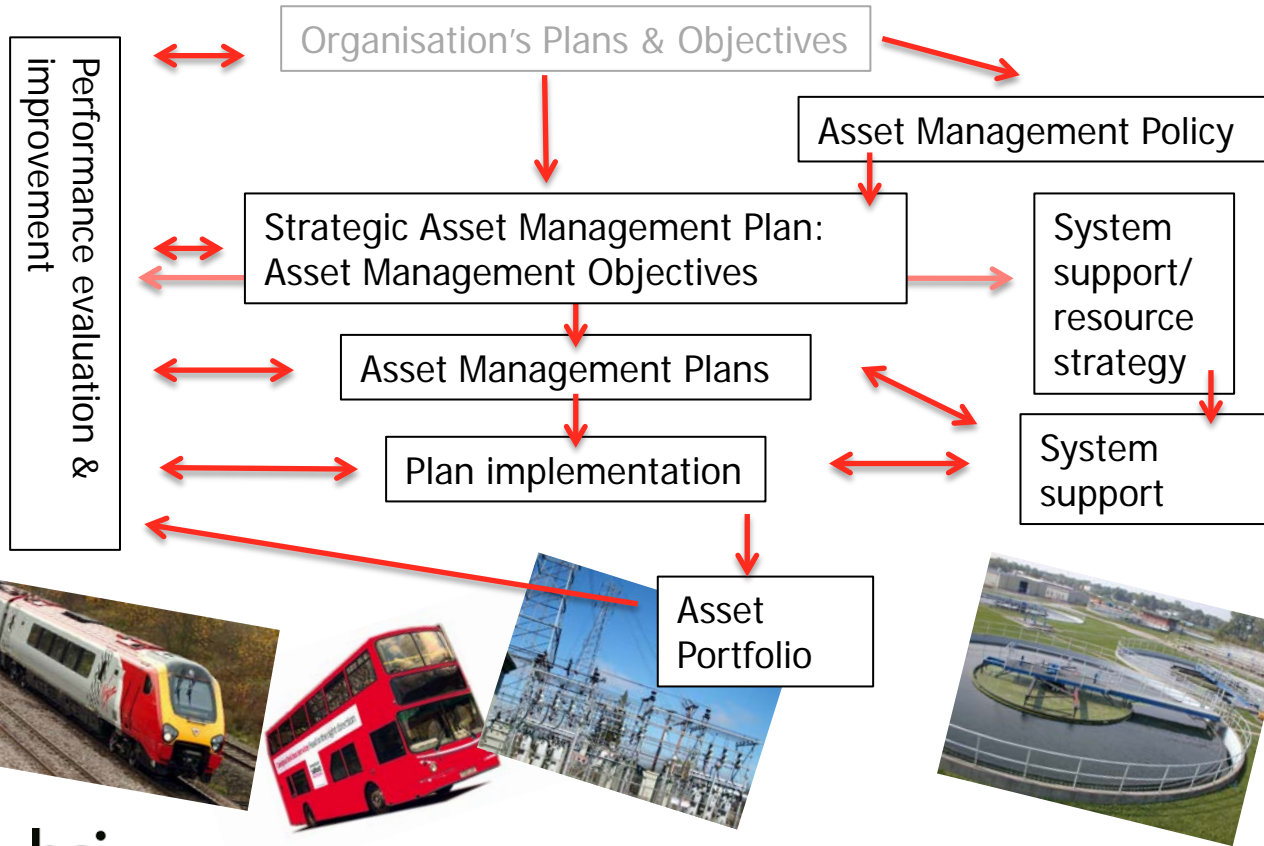 Organisation's Plans & Objectives
Performance evaluation &
improvement
Asset Management Policy
Strategic Asset Management Plan:
Asset Management Objectives
System
support/
resource
strategy
Asset Management Plans
System
support
Plan implementation
Asset
Portfolio